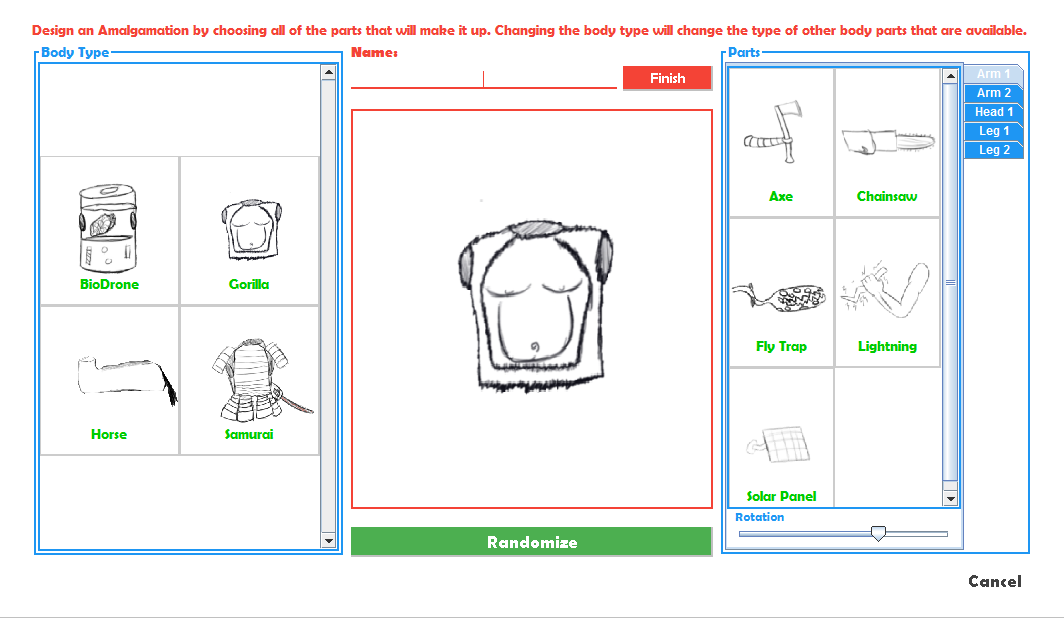 Design an Amalgamation by choosing all of the parts that will make it up. Changing the body type will change the type of other body parts that are available.
Body Type
Name:
Parts
Finish
Arm 1
Arm 2
Head 1
Leg 1
Leg 2
Axe
Chainsaw
BioDrone
Gorilla
Fly Trap
Lightning
Horse
Samurai
Solar Panel
Rotation
Randomize
Cancel